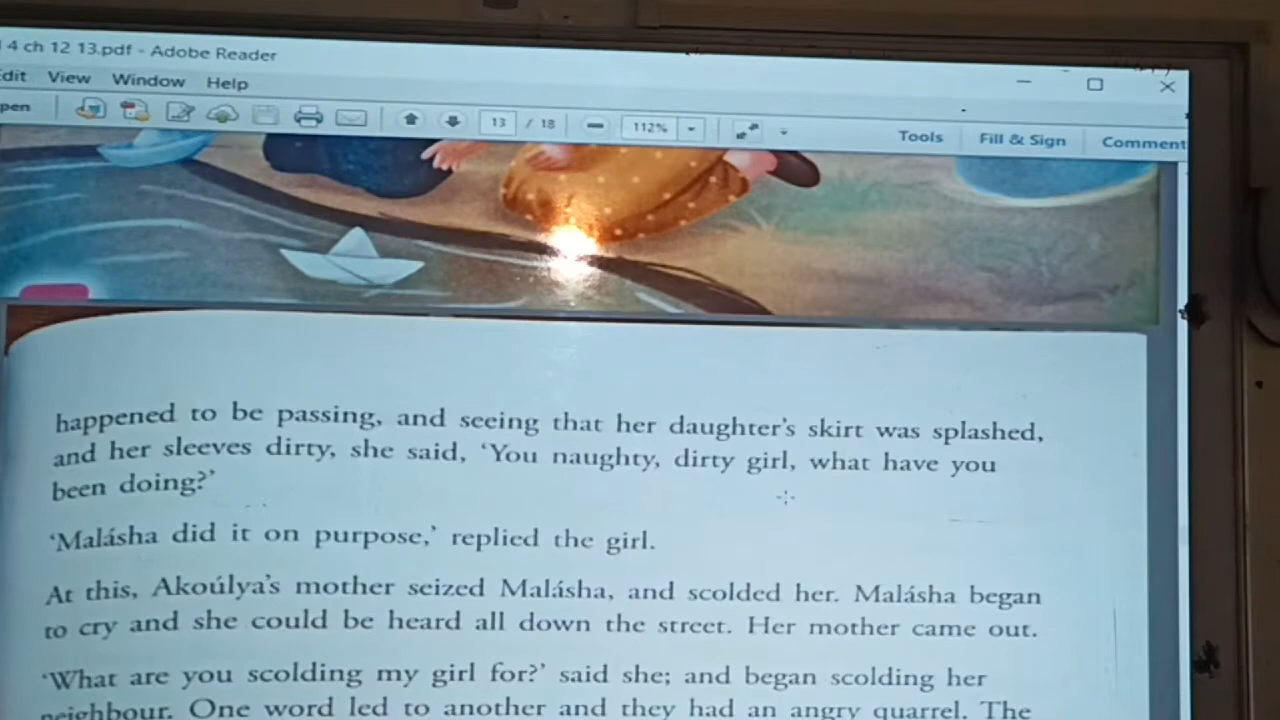 4 ch 12 13.pdf - Adobe Reader
Edit View Window Help
pen 13 / 18 112% Tools Fill & Sign Comment
happened to be passing, and seeing that her daughter's skirt was splashed,
and her sleeves dirty, she said, 'You naughty, dirty girl, what have you
been doing?'
'Malásha did it on purpose,' replied the girl.
At this, Akoúlya's mother seized Malásha, and scolded her. Malásha began
to cry and she could be heard all down the street. Her mother came out.
'What are you scolding my girl for?' said she; and began scolding her
neighbour. One word led to another and they had an angry quarrel. The